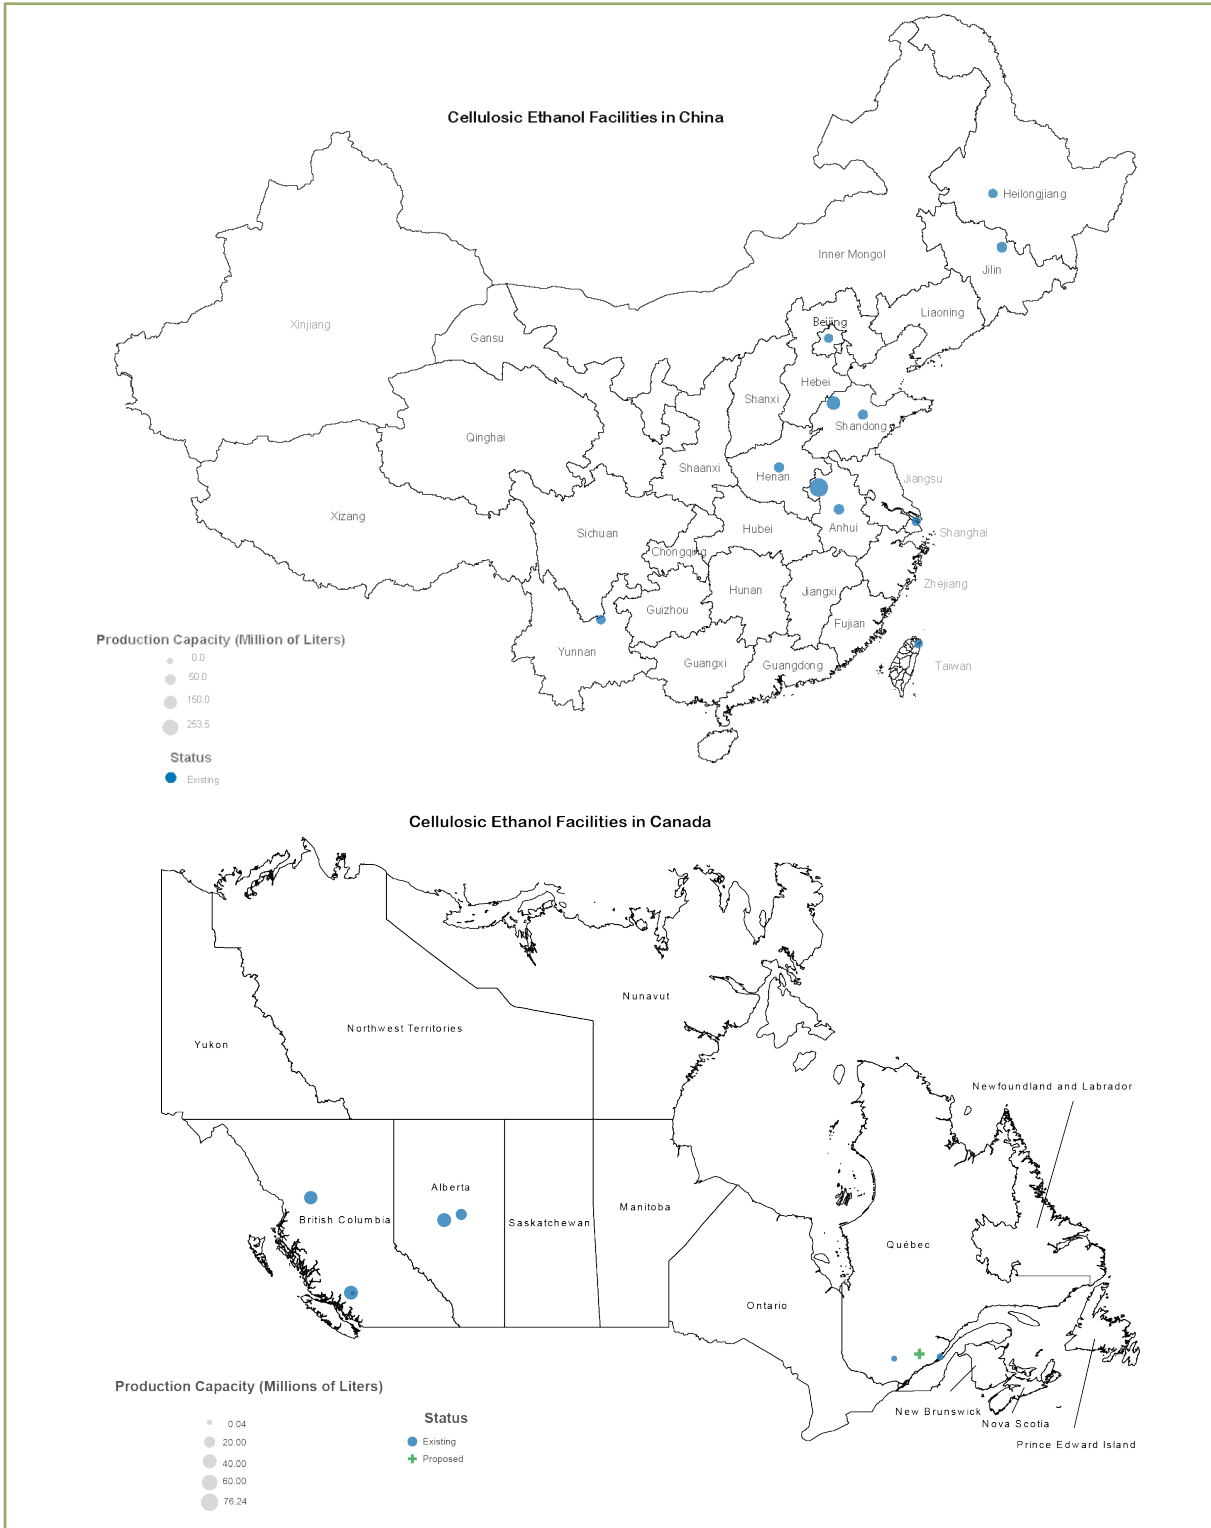 Cellulosic Ethanol Facilities in China
Heilongjiang
Inner Mongol
Jilin
Liaoning
Beijing
Xinjiang
Gansu
Hebei
Shanxi
Shandong
Qinghai
Shaanxi
Henan
Jiangsu
Xizang
Sichuan
Hubei
Anhui
Shanghai
Chongqing
Hunan
Jiangxi
Zhejiang
Guizhou
Fujian
Yunnan
Guangxi
Guangdong
Taiwan
Production Capacity (Million of Liters)
0.0
50.0
150.0
253.5
Status
Existing
Cellulosic Ethanol Facilities in Canada
Nunavut
Northwest Territories
Yukon
Newfoundland and Labrador
Alberta
British Columbia
Saskatchewan
Manitoba
Québec
Ontario
New Brunswick
Nova Scotia
Prince Edward Island
Production Capacity (Millions of Liters)
0.04
20.00
40.00
60.00
76.24
Status
Existing
Proposed